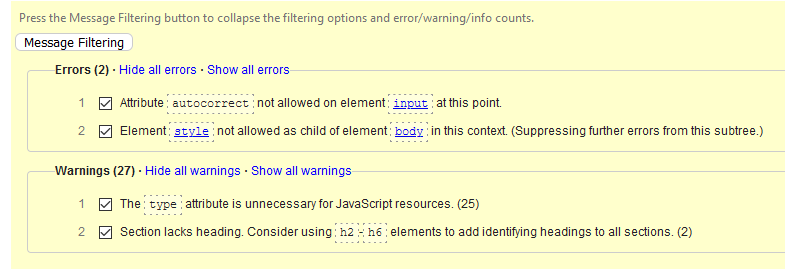 Press the Message Filtering button to collapse the filtering options and error/warning/info counts.
Message Filtering
Errors (2) · Hide all errors · Show all errors
1 Attribute autocorrect not allowed on element input at this point.
2 Element style not allowed as child of element body in this context. (Suppressing further errors from this subtree.)
Warnings (27) · Hide all warnings · Show all warnings
1 The type attribute is unnecessary for JavaScript resources. (25)
2 Section lacks heading. Consider using h2-h6 elements to add identifying headings to all sections. (2)